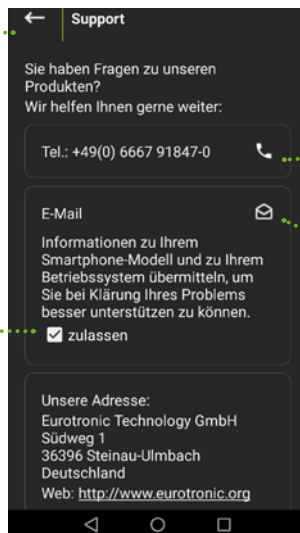 Support
Sie haben Fragen zu unseren
Produkten?
Wir helfen Ihnen gerne weiter:
Tel.: +49(0) 6667 91847-0
E-Mail
Informationen zu Ihrem
Smartphone-Modell und zu Ihrem
Betriebssystem übermitteln, um
Sie bei Klärung Ihres Problems
besser unterstützen zu können.
zulassen
Unsere Adresse:
Eurotronic Technology GmbH
Südweg 1
36396 Steinau-Ulmbach
Deutschland
Web: http://www.eurotronic.org